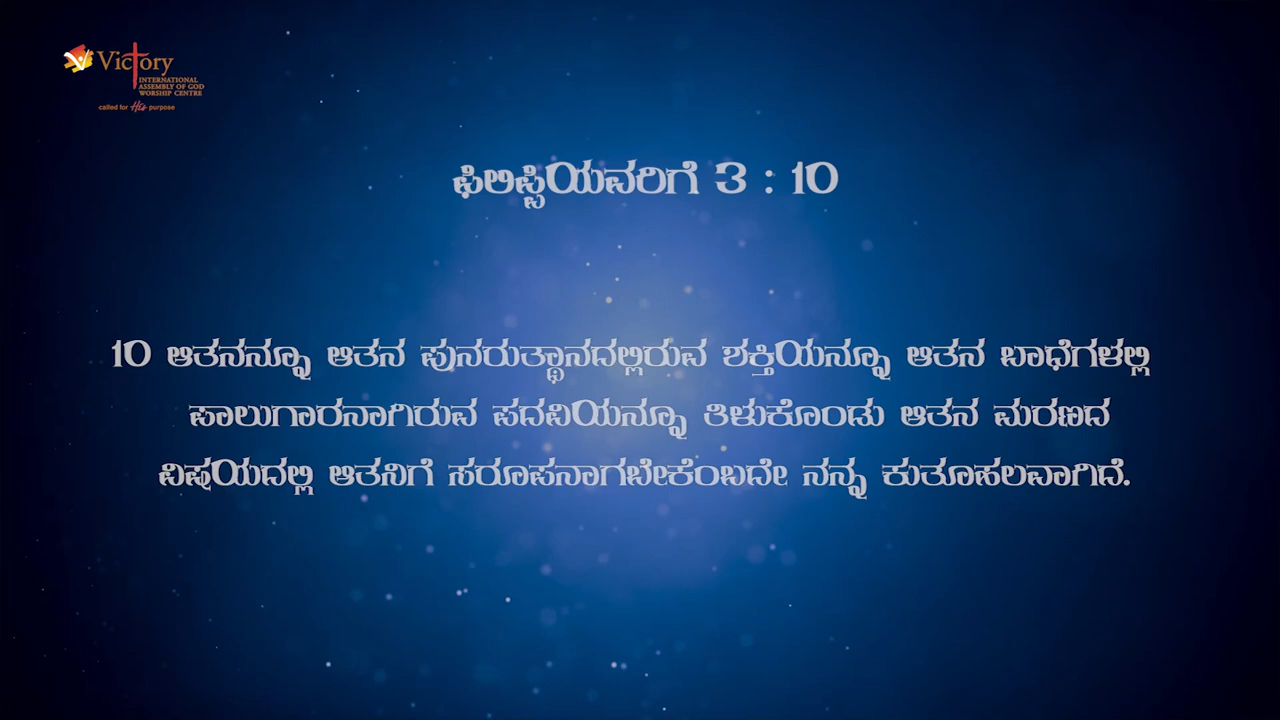 Victory
INTERNATIONAL
ASSEMBLY OF GOD
WORSHIP CENTRE
called for His purpose
ಫಿಲಿಪ್ಪಿಯವರಿಗೆ 3 : 10
10 ಆತನನ್ನೂ ಆತನ ಪುನರುತ್ಥಾನದಲ್ಲಿರುವ ಶಕ್ತಿಯನ್ನೂ ಆತನ ಬಾಧೆಗಳಲ್ಲಿ
ಪಾಲುಗಾರನಾಗಿರುವ ಪದವಿಯನ್ನೂ ತಿಳುಕೊಂಡು ಆತನ ಮರಣದ
ವಿಷಯದಲ್ಲಿ ಆತನಿಗೆ ಸರೂಪನಾಗಬೇಕೆಂಬದೇ ನನ್ನ ಕುತೂಹಲವಾಗಿದೆ.